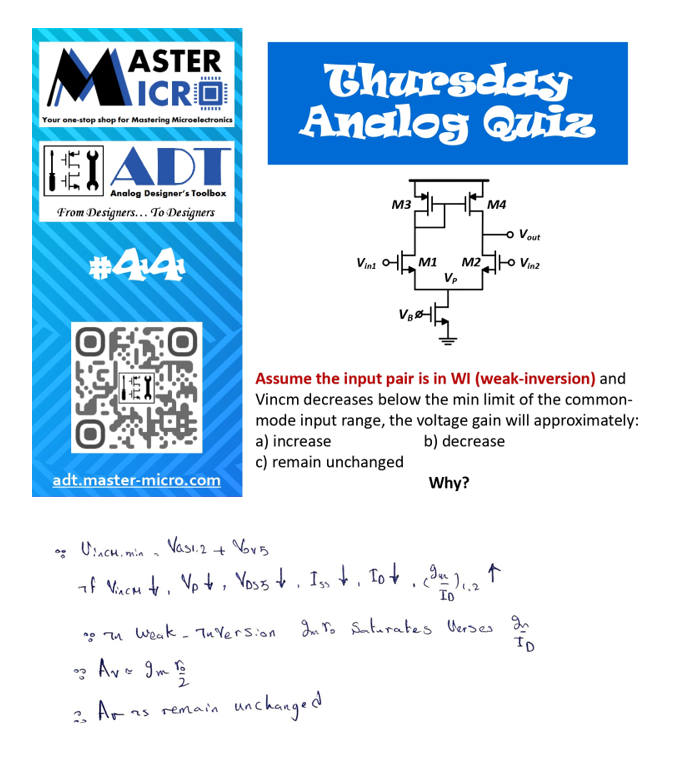 MASTER
MICRO
Your one-stop shop for Mastering Microelectronics
ADT
Analog Designer's Toolbox
From Designers... To Designers
#44
adt.master-micro.com
Thursday
Analog Quiz
M3 M4
Vout
Vin1 M1 M2 Vin2
VP
VB
Assume the input pair is in WI (weak-inversion) and
Vincm decreases below the min limit of the common-
mode input range, the voltage gain will approximately:
a) increase b) decrease
c) remain unchanged
Why?
∵ VinCM,min = VGS1,2 + Vov5
if VinCM ↓, VP ↓, VDS5 ↓, ISS ↓, ID ↓, (gm/ID)1,2 ↑
∵ In weak-Inversion gm ro Saturates Verses gm/ID
∵ Av ≈ gm ro/2
∴ Av is remain unchanged